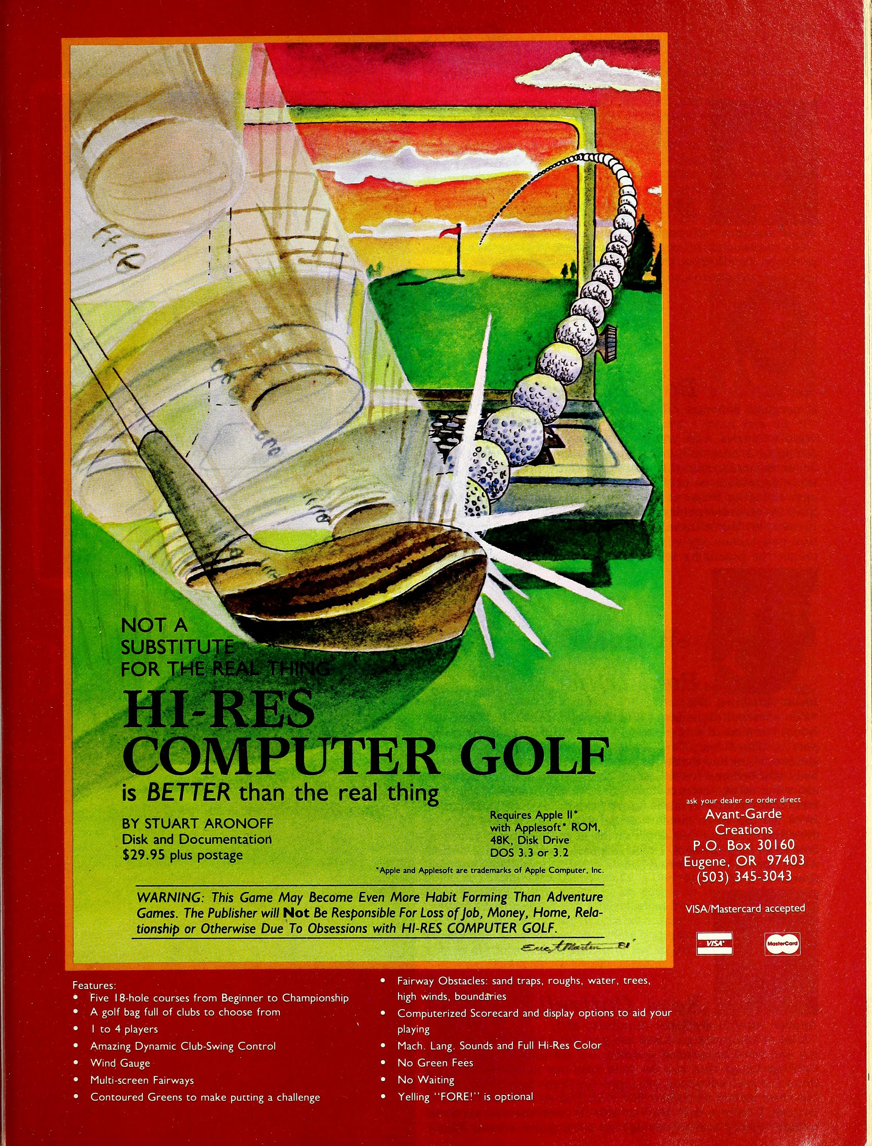 NOT A
SUBSTITUTE
FOR THE REAL THING
HI-RES
COMPUTER GOLF
is BETTER than the real thing
BY STUART ARONOFF
Disk and Documentation
$29.95 plus postage
Requires Apple II*
with Applesoft* ROM,
48K, Disk Drive
DOS 3.3 or 3.2
*Apple and Applesoft are trademarks of Apple Computer, Inc.
WARNING: This Game May Become Even More Habit Forming Than Adventure
Games. The Publisher will Not Be Responsible For Loss of Job, Money, Home, Rela-
tionship or Otherwise Due To Obsessions with HI-RES COMPUTER GOLF.
ask your dealer or order direct
Avant-Garde
Creations
P.O. Box 30160
Eugene, OR 97403
(503) 345-3043
VISA/Mastercard accepted
VISA
MasterCard
Features:
• Five 18-hole courses from Beginner to Championship
• A golf bag full of clubs to choose from
• 1 to 4 players
• Amazing Dynamic Club-Swing Control
• Wind Gauge
• Multi-screen Fairways
• Contoured Greens to make putting a challenge
• Fairway Obstacles: sand traps, roughs, water, trees,
high winds, boundaries
• Computerized Scorecard and display options to aid your
playing
• Mach. Lang. Sounds and Full Hi-Res Color
• No Green Fees
• No Waiting
• Yelling "FORE!" is optional